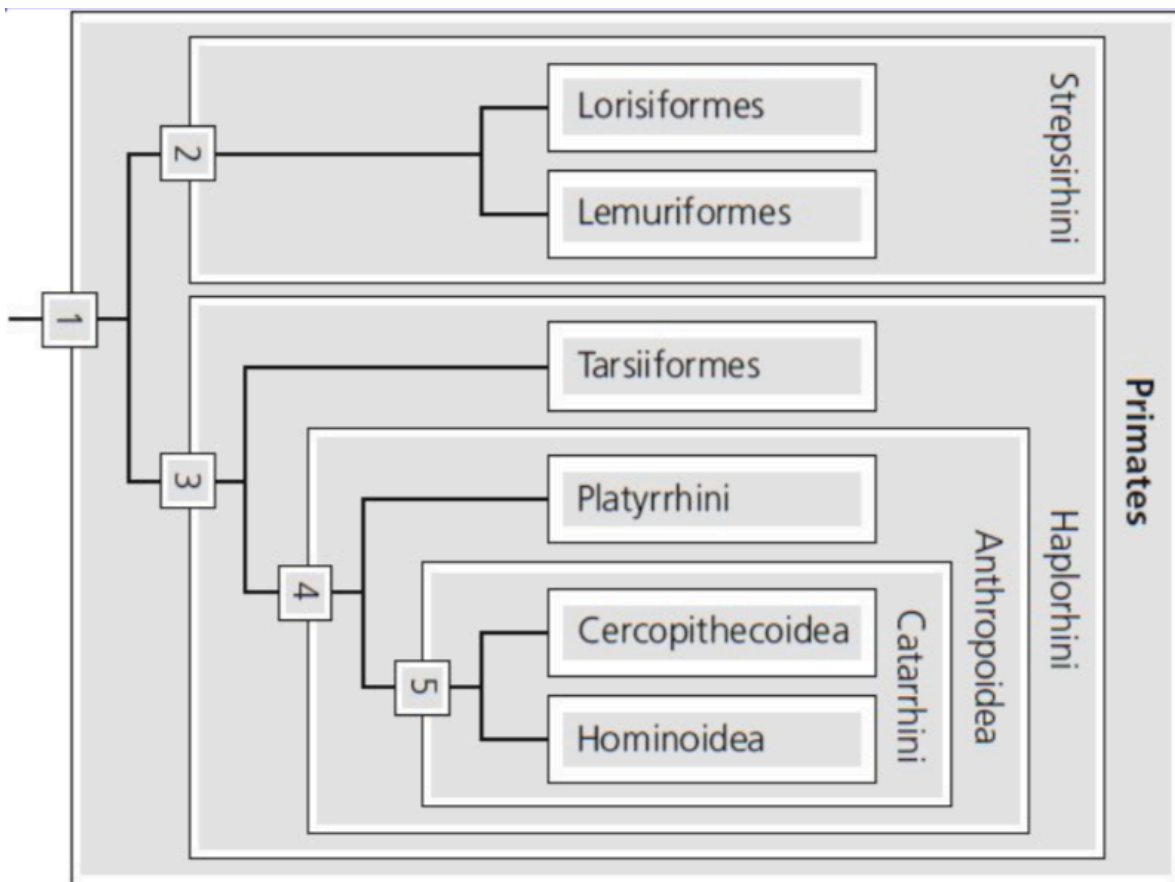 Lorisiformes
Lemuriformes
Strepsirhini
2
1
Tarsiiformes
Primates
3
Platyrrhini
Haplorhini
Anthropoidea
4
Cercopithecoidea
Catarrhini
5
Hominoidea